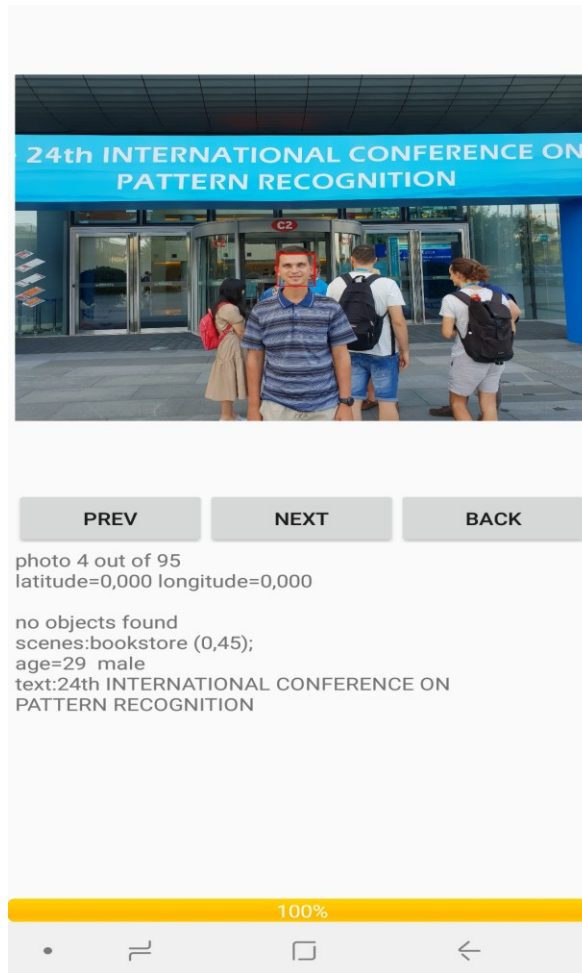 24th INTERNATIONAL CONFERENCE ON
PATTERN RECOGNITION
C2
PREV NEXT BACK
photo 4 out of 95
latitude=0,000 longitude=0,000
no objects found
scenes:bookstore (0,45);
age=29 male
text:24th INTERNATIONAL CONFERENCE ON
PATTERN RECOGNITION
100%